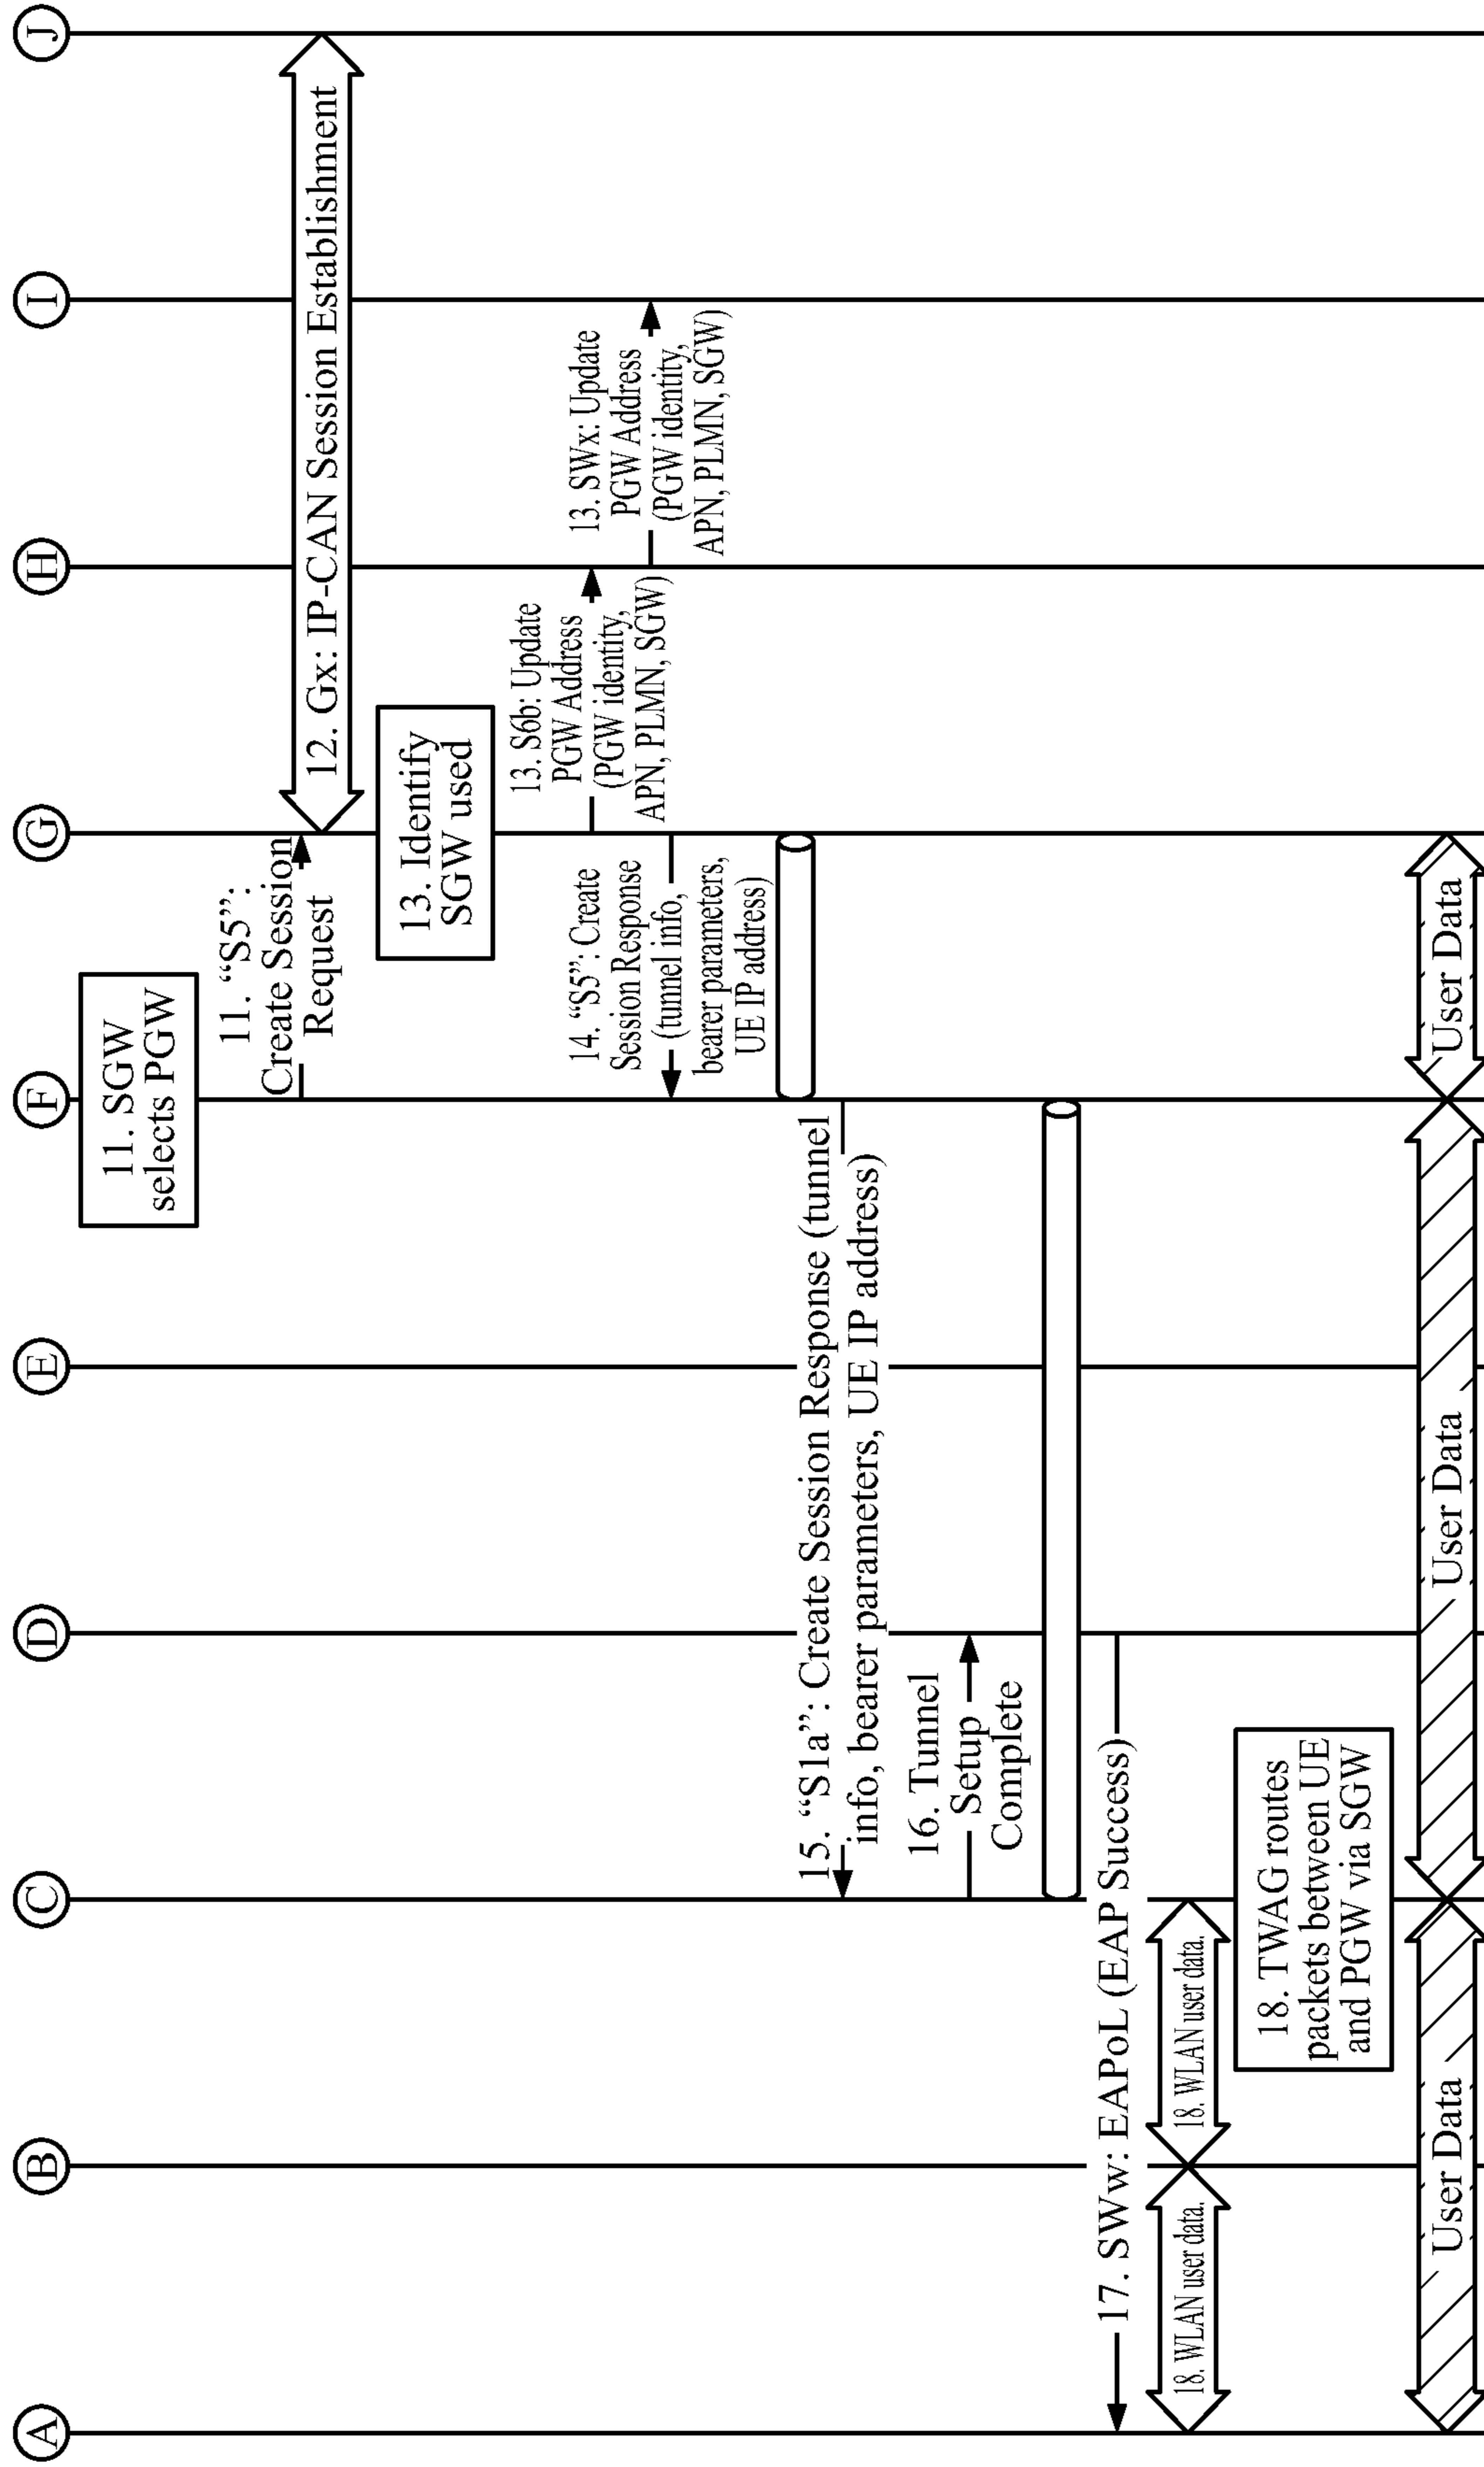 A
B
C
D
E
F
G
H
I
J
11. SGW
selects PGW
11. “S5”:
Create Session
Request
12. Gx: IP-CAN Session Establishment
13. Identify
SGW used
13. S6b: Update
PGW Address
(PGW identity,
APN, PLMN, SGW)
13. SWx: Update
PGW Address
(PGW identity,
APN, PLMN, SGW)
14. “S5”: Create
Session Response
(tunnel info,
bearer parameters,
UE IP address)
15. “S1a”: Create Session Response (tunnel
info, bearer parameters, UE IP address)
16. Tunnel
Setup
Complete
17. SWw: EAPoL (EAP Success)
18. WLAN user data.
18. WLAN user data.
18. TWAG routes
packets between UE
and PGW via SGW
User Data
User Data
User Data